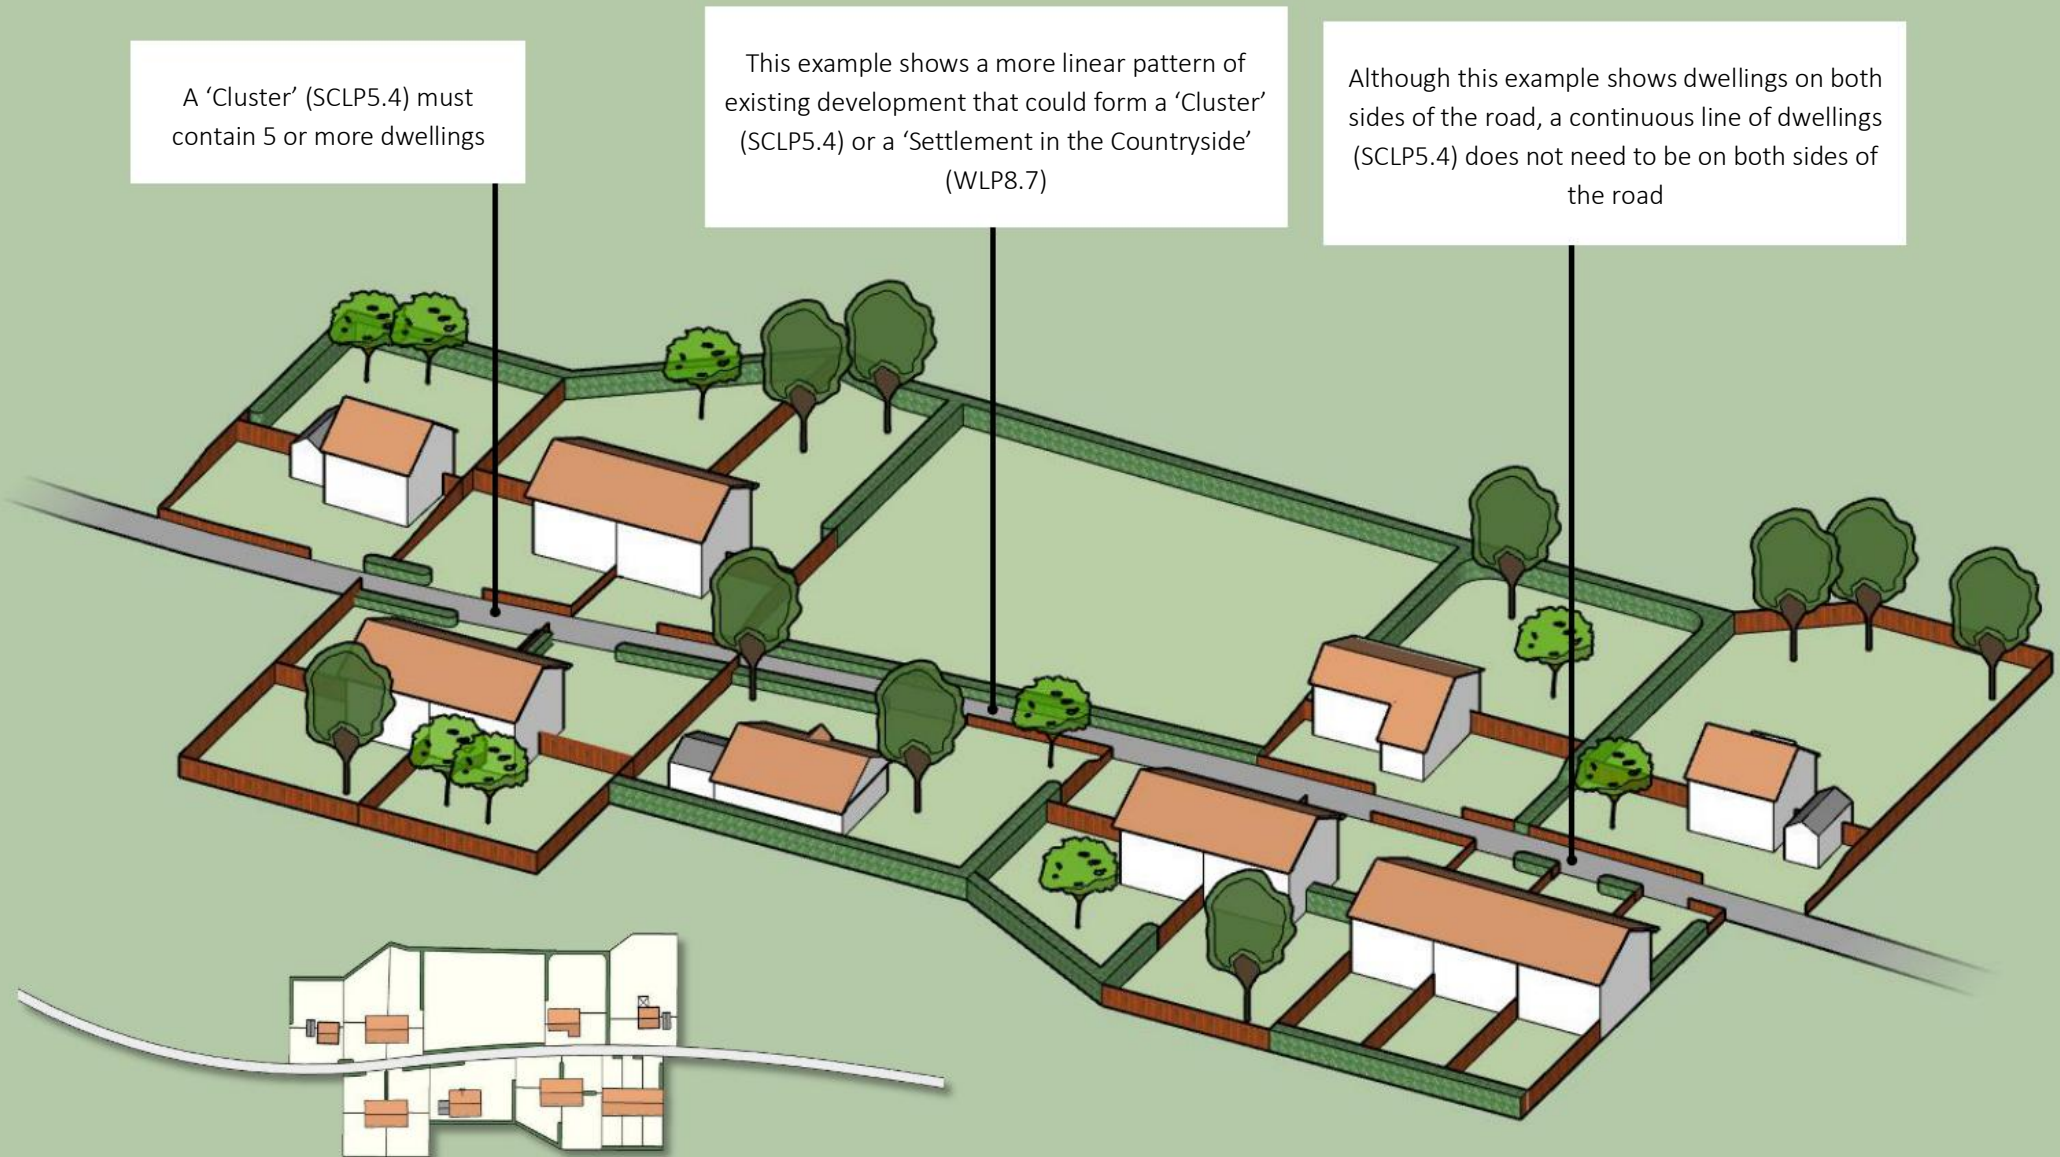 A ‘Cluster’ (SCLP5.4) must
contain 5 or more dwellings
This example shows a more linear pattern of
existing development that could form a ‘Cluster’
(SCLP5.4) or a ‘Settlement in the Countryside’
(WLP8.7)
Although this example shows dwellings on both
sides of the road, a continuous line of dwellings
(SCLP5.4) does not need to be on both sides of
the road